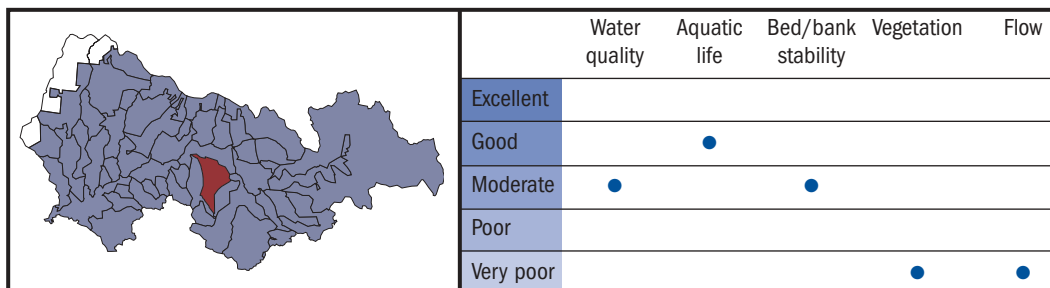 Water quality
Aquatic life
Bed/bank stability
Vegetation
Flow
Excellent
Good
Moderate
Poor
Very poor